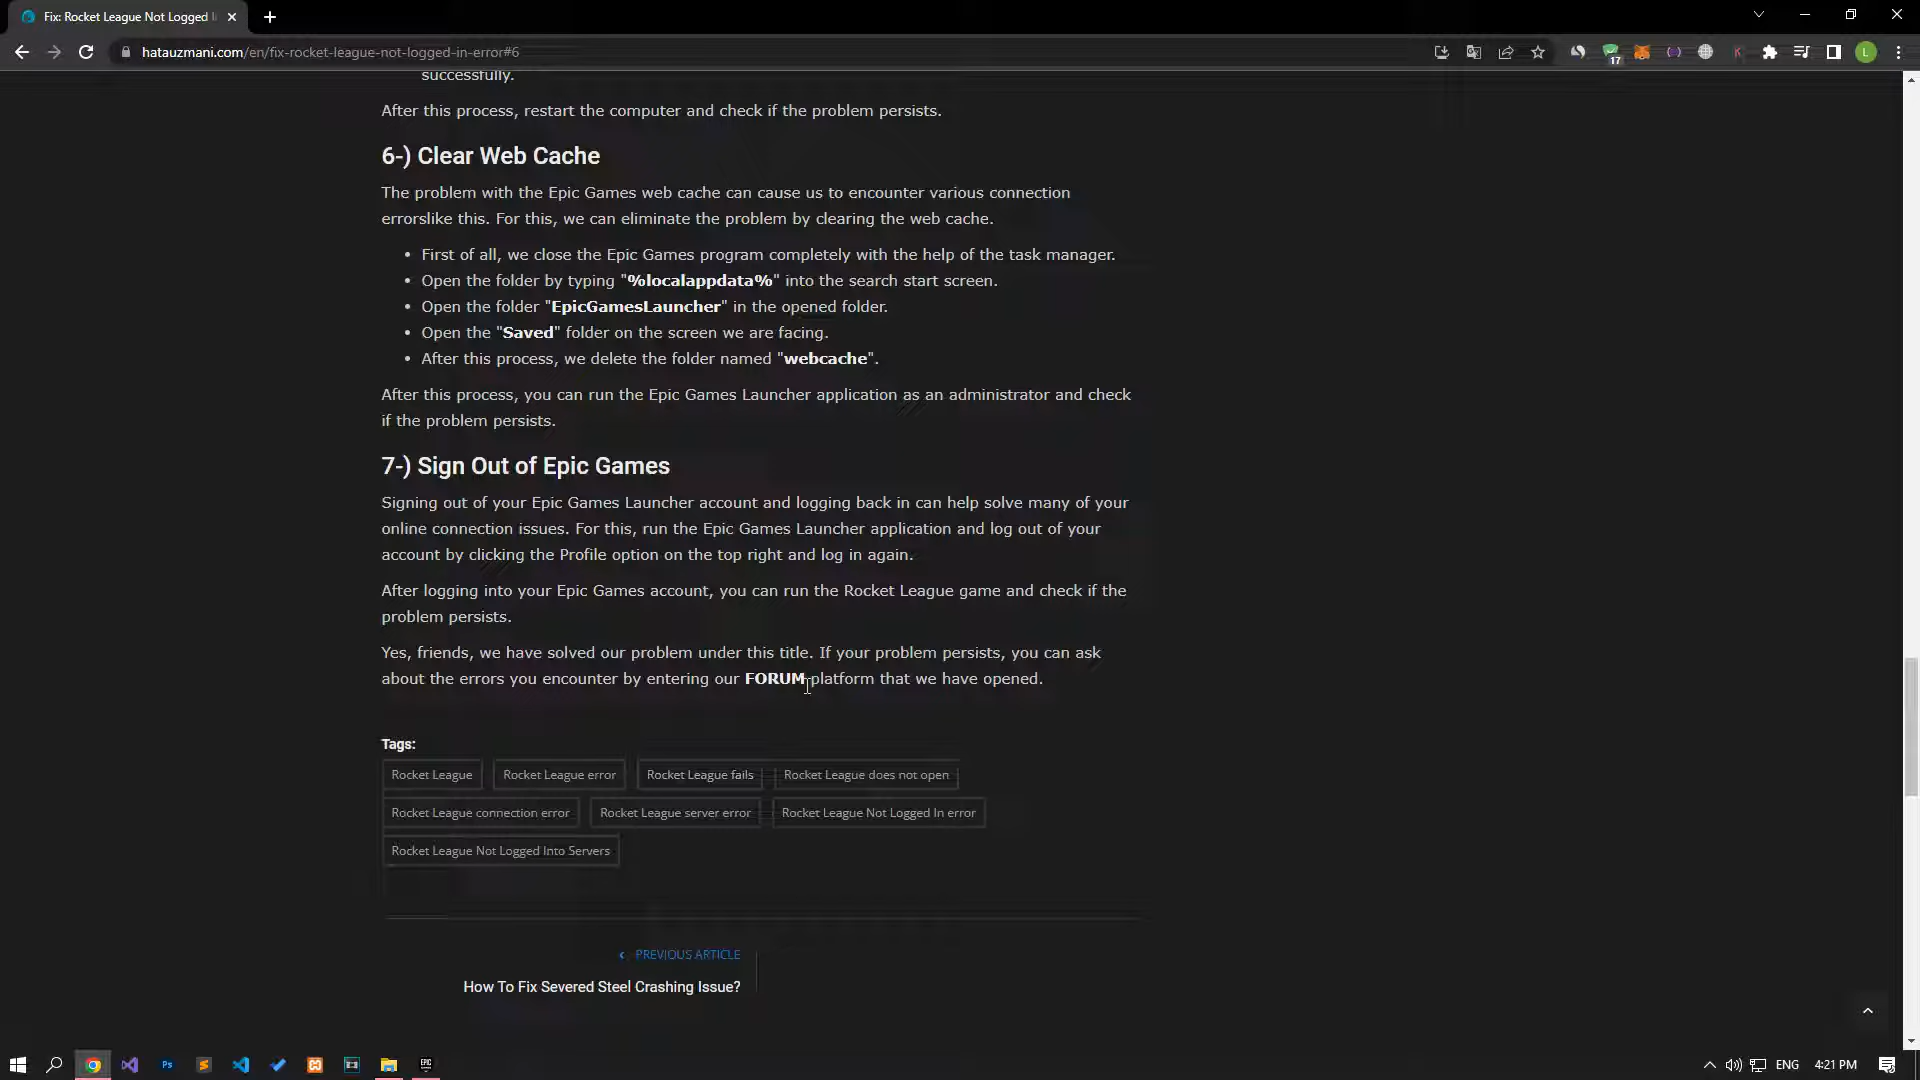 Fix: Rocket League Not Logged I
hatauzmani.com/en/fix-rocket-league-not-logged-in-error#6
17
L
successfully.
After this process, restart the computer and check if the problem persists.
6-) Clear Web Cache
The problem with the Epic Games web cache can cause us to encounter various connection
errorslike this. For this, we can eliminate the problem by clearing the web cache.
• First of all, we close the Epic Games program completely with the help of the task manager.
• Open the folder by typing "%localappdata%" into the search start screen.
• Open the folder "EpicGamesLauncher" in the opened folder.
• Open the "Saved" folder on the screen we are facing.
• After this process, we delete the folder named "webcache".
After this process, you can run the Epic Games Launcher application as an administrator and check
if the problem persists.
7-) Sign Out of Epic Games
Signing out of your Epic Games Launcher account and logging back in can help solve many of your
online connection issues. For this, run the Epic Games Launcher application and log out of your
account by clicking the Profile option on the top right and log in again.
After logging into your Epic Games account, you can run the Rocket League game and check if the
problem persists.
Yes, friends, we have solved our problem under this title. If your problem persists, you can ask
about the errors you encounter by entering our FORUM platform that we have opened.
Tags:
Rocket League Rocket League error Rocket League fails Rocket League does not open
Rocket League connection error Rocket League server error Rocket League Not Logged In error
Rocket League Not Logged Into Servers
PREVIOUS ARTICLE
How To Fix Severed Steel Crashing Issue?
Ps
EPIC
ENG
4:21 PM